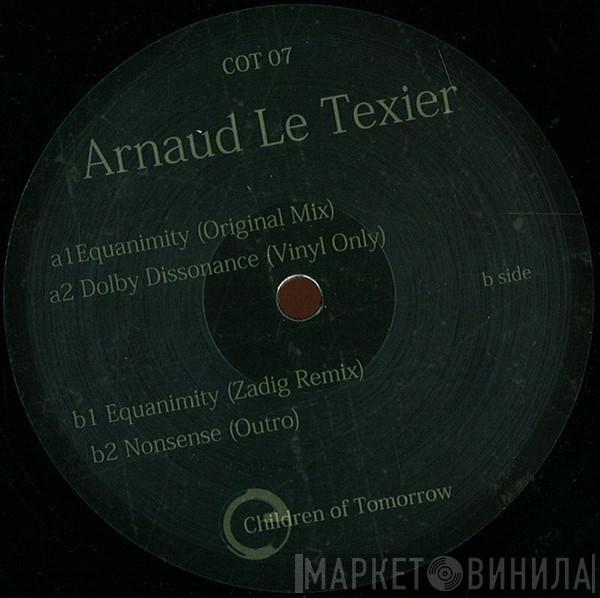 COT 07
Arnaud Le Texier
a1Equanimity (Original Mix)
a2 Dolby Dissonance (Vinyl Only)
b side
b1 Equanimity (Zadig Remix)
b2 Nonsense (Outro)
Children of Tomorrow
МАРКЕТ ВИНИЛА